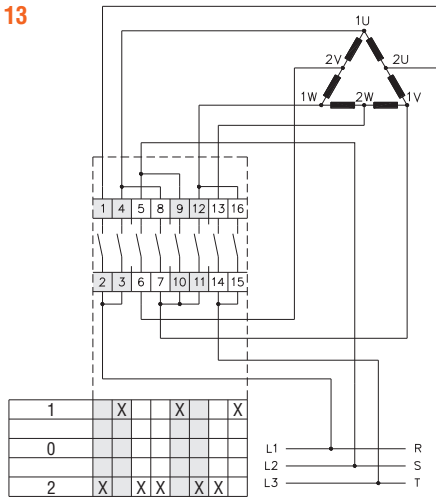 13
1U
2V 2U
1W 2W 1V
1 4 5 8 9 12 13 16
2 3 6 7 10 11 14 15
1 X X X
0
2 X X X X X
L1 R
L2 S
L3 T